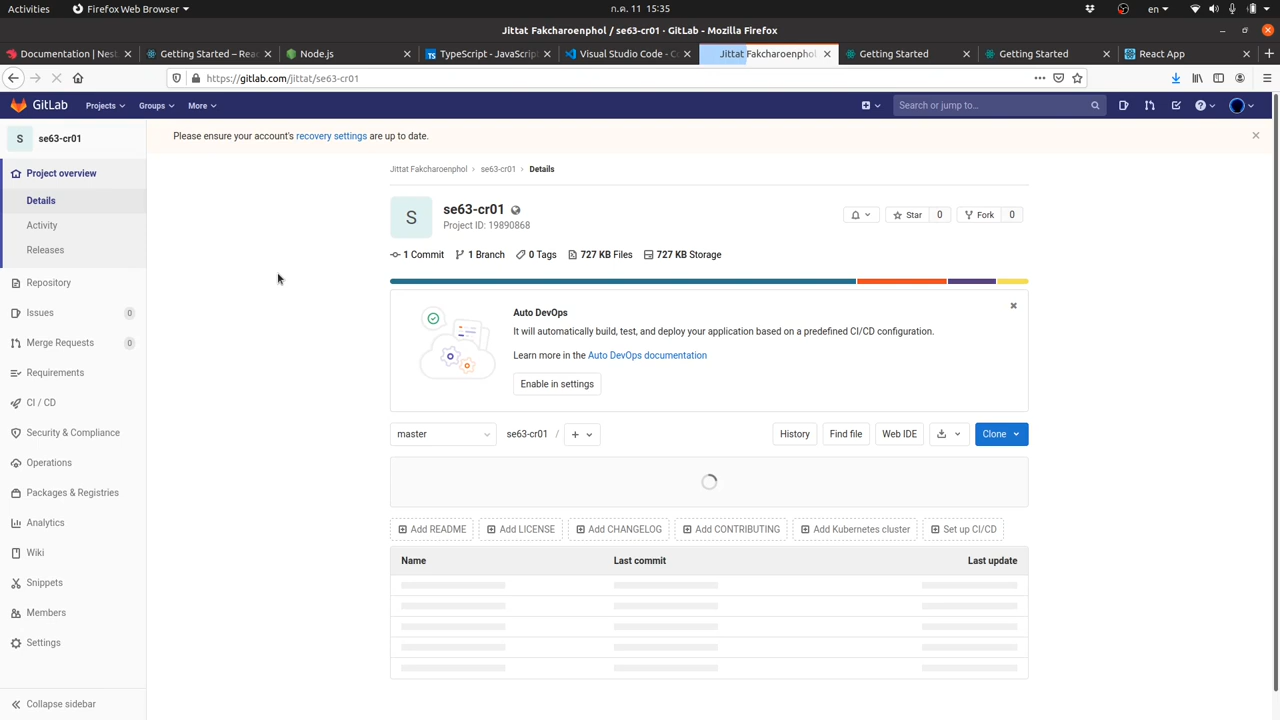 Activities
Firefox Web Browser
ก.ค. 11 15:35
en
Jittat Fakcharoenphol / se63-cr01 · GitLab - Mozilla Firefox
Documentation | Nest
Getting Started – Rea
Node.js
TypeScript - JavaScrip
Visual Studio Code - C
Jittat Fakcharoenphol
Getting Started
Getting Started
React App
https://gitlab.com/jittat/se63-cr01
GitLab
Projects
Groups
More
Search or jump to…
S
se63-cr01
Please ensure your account's recovery settings are up to date.
Project overview
Details
Activity
Releases
Repository
Issues
0
Merge Requests
0
Requirements
CI / CD
Security & Compliance
Operations
Packages & Registries
Analytics
Wiki
Snippets
Members
Settings
Collapse sidebar
Jittat Fakcharoenphol › se63-cr01 › Details
S
se63-cr01
Project ID: 19890868
Star 0
Fork 0
1 Commit
1 Branch
0 Tags
727 KB Files
727 KB Storage
Auto DevOps
It will automatically build, test, and deploy your application based on a predefined CI/CD configuration.
Learn more in the Auto DevOps documentation
Enable in settings
master
se63-cr01 /
+
History
Find file
Web IDE
Clone
Add README
Add LICENSE
Add CHANGELOG
Add CONTRIBUTING
Add Kubernetes cluster
Set up CI/CD
Name
Last commit
Last update